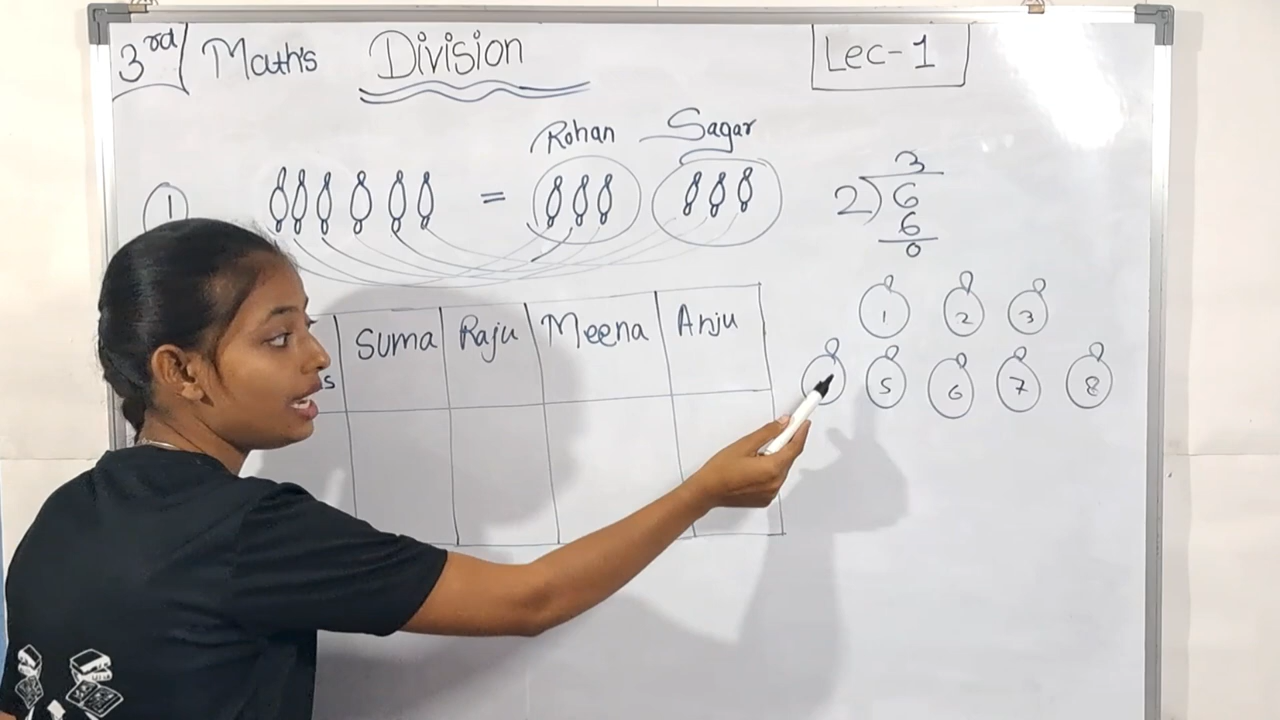 3rd Maths Division Lec-1
Rohan Sagar
1 =
3
2)6
6
0
s Suma Raju Meena Anju
1 2 3
5 6 7 8